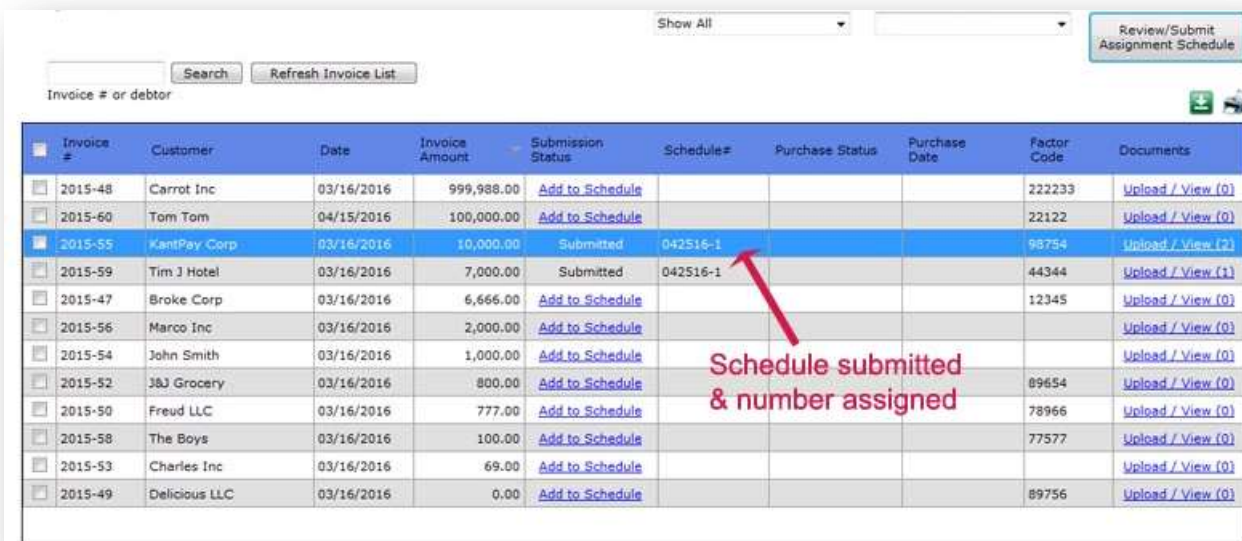 Show All
Review/Submit
Assignment Schedule
Search Refresh Invoice List
Invoice # or debtor
Invoice # Customer Date Invoice Amount Submission Status Schedule# Purchase Status Purchase Date Factor Code Documents
2015-48 Carrot Inc 03/16/2016 999,988.00 Add to Schedule 222233 Upload / View (0)
2015-60 Tom Tom 04/15/2016 100,000.00 Add to Schedule 22122 Upload / View (0)
2015-55 KantPay Corp 03/16/2016 10,000.00 Submitted 042516-1 98754 Upload / View (2)
2015-59 Tim J Hotel 03/16/2016 7,000.00 Submitted 042516-1 44344 Upload / View (1)
2015-47 Broke Corp 03/16/2016 6,666.00 Add to Schedule 12345 Upload / View (0)
2015-56 Marco Inc 03/16/2016 2,000.00 Add to Schedule Upload / View (0)
2015-54 John Smith 03/16/2016 1,000.00 Add to Schedule Upload / View (0)
2015-52 J&J Grocery 03/16/2016 800.00 Add to Schedule 89654 Upload / View (0)
2015-50 Freud LLC 03/16/2016 777.00 Add to Schedule 78966 Upload / View (0)
2015-58 The Boys 03/16/2016 100.00 Add to Schedule 77577 Upload / View (0)
2015-53 Charles Inc 03/16/2016 69.00 Add to Schedule Upload / View (0)
2015-49 Delicious LLC 03/16/2016 0.00 Add to Schedule 89756 Upload / View (0)
Schedule submitted
& number assigned